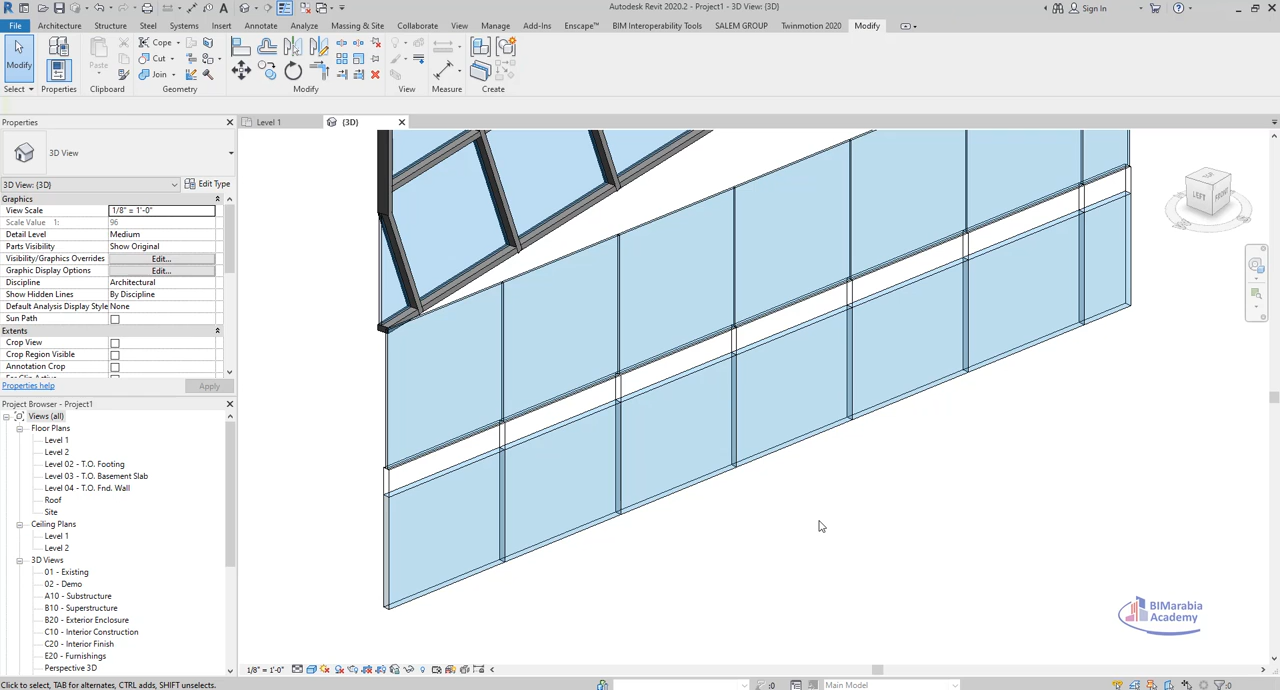 Autodesk Revit 2020.2 - Project1 - 3D View: {3D}
Sign In
File Architecture Structure Steel Systems Insert Annotate Analyze Massing & Site Collaborate View Manage Add-Ins Enscape™ BIM Interoperability Tools SALEM GROUP Twinmotion 2020 Modify
Modify Paste Cope
Cut
Join
Select Properties Clipboard Geometry Modify View Measure Create
Properties
Level 1 {3D}
3D View
3D View: {3D} Edit Type
Graphics
View Scale 1/8" = 1'-0"
Scale Value 1: 96
Detail Level Medium
Parts Visibility Show Original
Visibility/Graphics Overrides Edit...
Graphic Display Options Edit...
Discipline Architectural
Show Hidden Lines By Discipline
Default Analysis Display Style None
Sun Path
Extents
Crop View
Crop Region Visible
Annotation Crop
Properties help Apply
Project Browser - Project1
Views (all)
Floor Plans
Level 1
Level 2
Level 02 - T.O. Footing
Level 03 - T.O. Basement Slab
Level 04 - T.O. Fnd. Wall
Roof
Site
Ceiling Plans
Level 1
Level 2
3D Views
01 - Existing
02 - Demo
A10 - Substructure
B10 - Superstructure
B20 - Exterior Enclosure
C10 - Interior Construction
C20 - Interior Finish
E20 - Furnishings
Perspective 3D
TOP
LEFT
FRONT
BIMarabia
Academy
1/8" = 1'-0"
Click to select, TAB for alternates, CTRL adds, SHIFT unselects. :0 Main Model :0